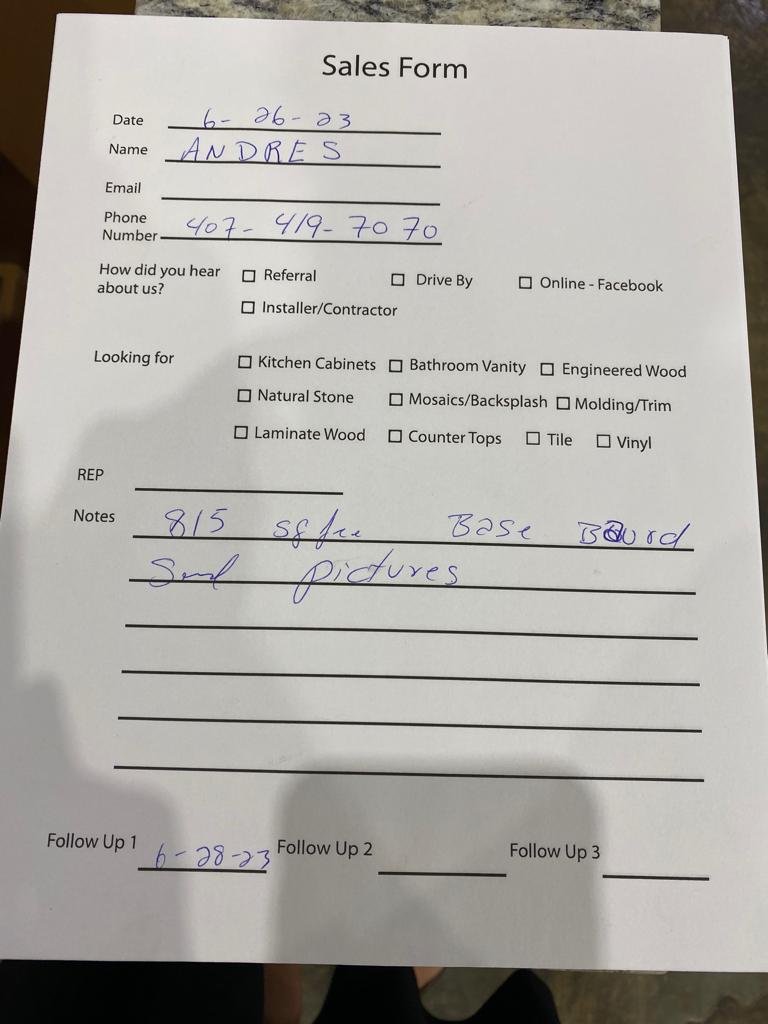 Sales Form
Date 6-26-23
Name ANDRES
Email
Phone
Number 407-419-7070
How did you hear about us? ☐ Referral ☐ Drive By ☐ Online - Facebook
☐ Installer/Contractor
Looking for ☐ Kitchen Cabinets ☐ Bathroom Vanity ☐ Engineered Wood
☐ Natural Stone ☐ Mosaics/Backsplash ☐ Molding/Trim
☐ Laminate Wood ☐ Counter Tops ☐ Tile ☐ Vinyl
REP
Notes 815 Base
Send pictures
Follow Up 1 6-28-23 Follow Up 2 Follow Up 3